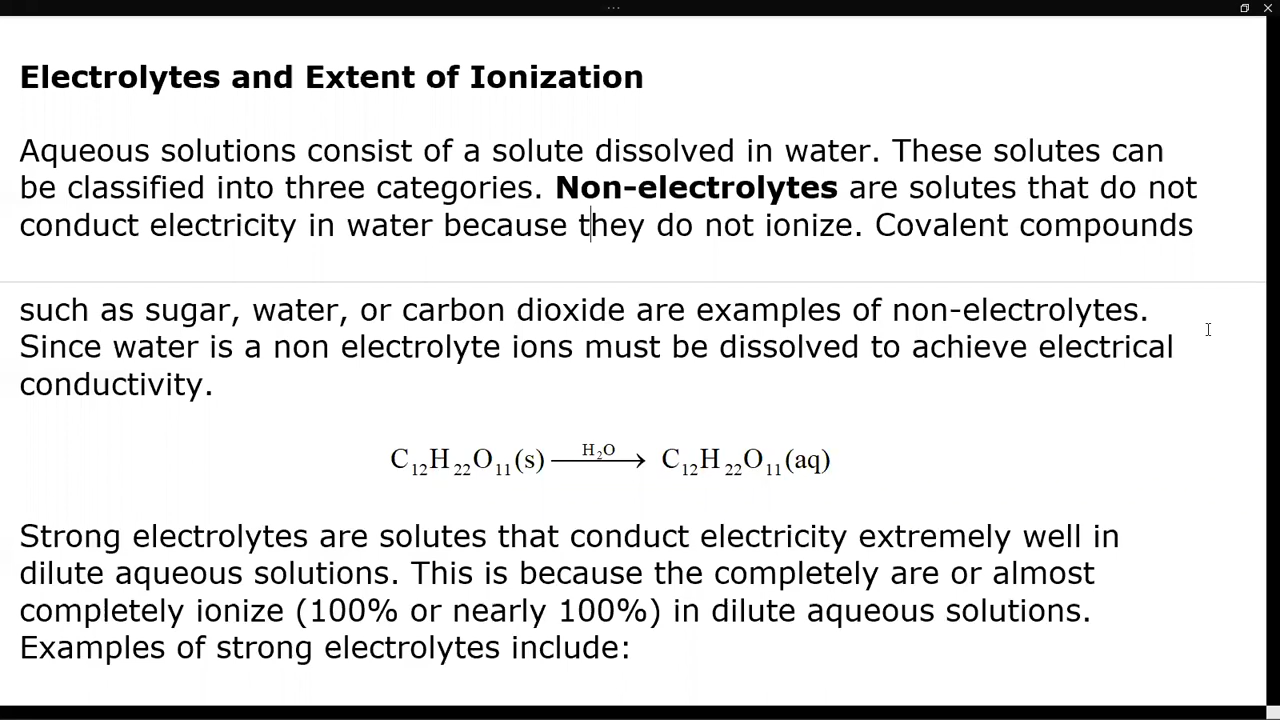 Electrolytes and Extent of Ionization
Aqueous solutions consist of a solute dissolved in water. These solutes can
be classified into three categories. Non-electrolytes are solutes that do not
conduct electricity in water because they do not ionize. Covalent compounds
such as sugar, water, or carbon dioxide are examples of non-electrolytes.
Since water is a non electrolyte ions must be dissolved to achieve electrical
conductivity.
C₁₂H₂₂O₁₁(s) —H₂O→ C₁₂H₂₂O₁₁(aq)
Strong electrolytes are solutes that conduct electricity extremely well in
dilute aqueous solutions. This is because the completely are or almost
completely ionize (100% or nearly 100%) in dilute aqueous solutions.
Examples of strong electrolytes include: